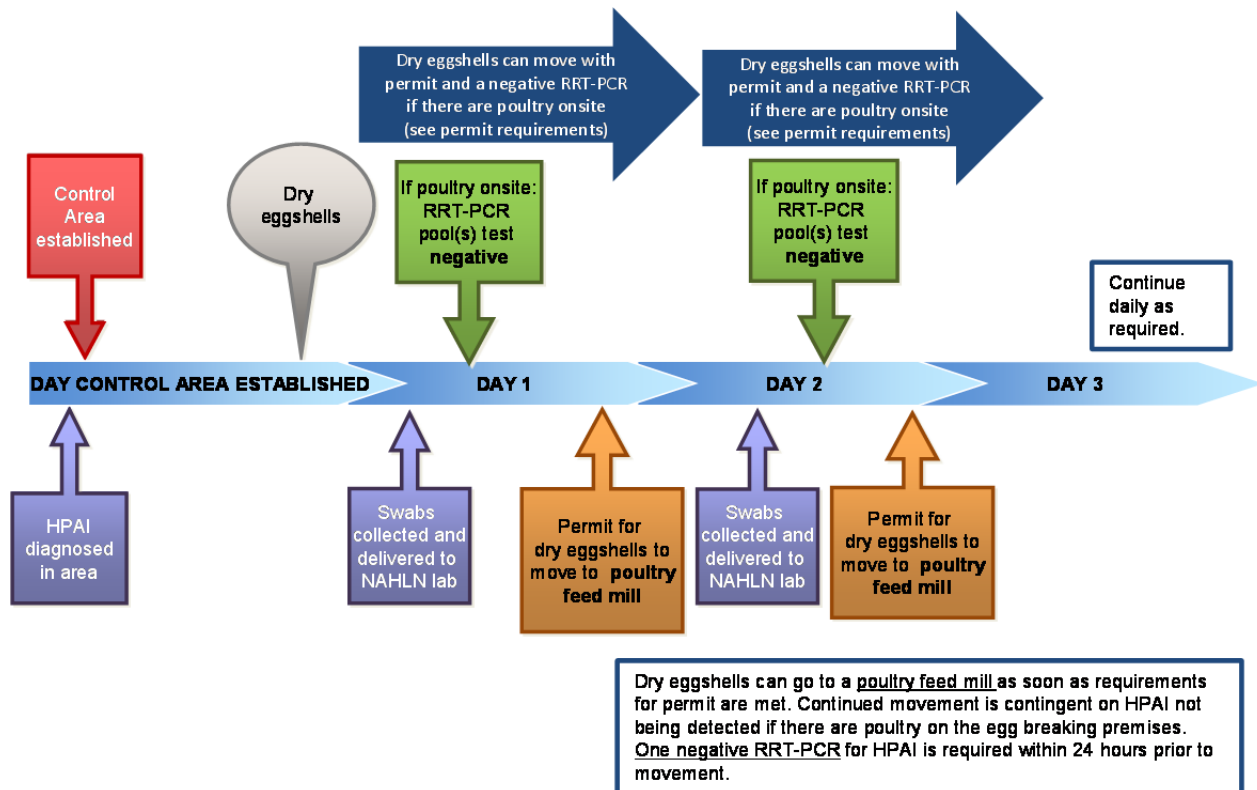 Dry eggshells can move with
permit and a negative RRT-PCR
if there are poultry onsite
(see permit requirements)
Dry eggshells can move with
permit and a negative RRT-PCR
if there are poultry onsite
(see permit requirements)
Control
Area
established
Dry
eggshells
If poultry onsite:
RRT-PCR
pool(s) test
negative
If poultry onsite:
RRT-PCR
pool(s) test
negative
Continue
daily as
required.
DAY CONTROL AREA ESTABLISHED
DAY 1
DAY 2
DAY 3
HPAI
diagnosed
in area
Swabs
collected and
delivered to
NAHLN lab
Permit for
dry eggshells to
move to poultry
feed mill
Swabs
collected and
delivered to
NAHLN lab
Permit for
dry eggshells to
move to poultry
feed mill
Dry eggshells can go to a poultry feed mill as soon as requirements
for permit are met. Continued movement is contingent on HPAI not
being detected if there are poultry on the egg breaking premises.
One negative RRT-PCR for HPAI is required within 24 hours prior to
movement.